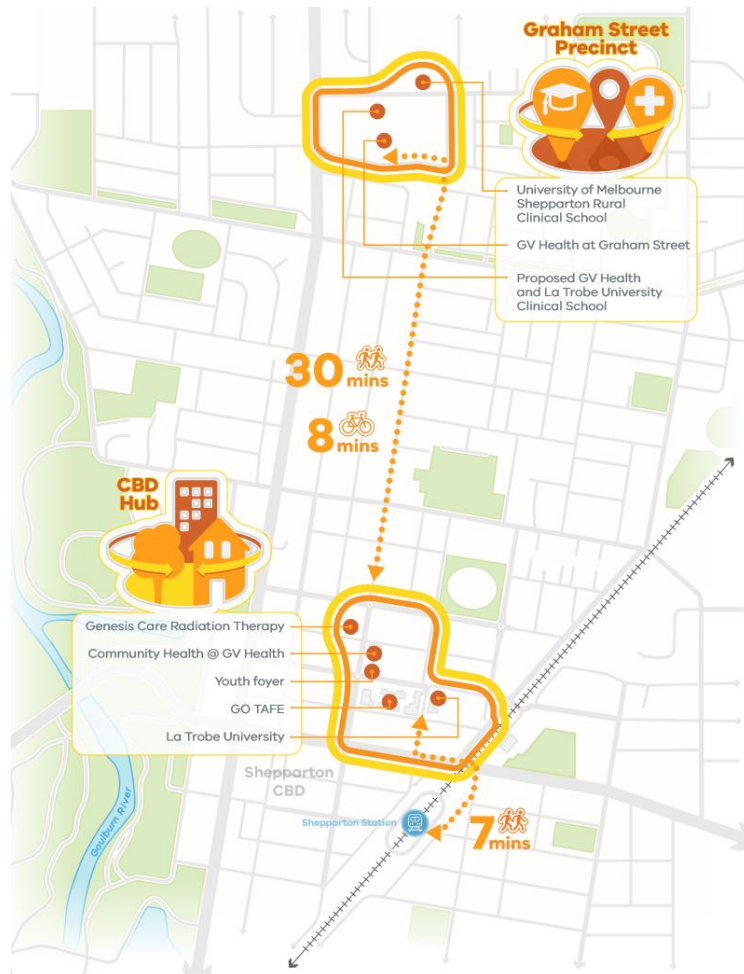 Graham Street
Precinct
University of Melbourne
Shepparton Rural
Clinical School
GV Health at Graham Street
Proposed GV Health
and La Trobe University
Clinical School
30 mins
8 mins
CBD
Hub
Genesis Care Radiation Therapy
Community Health @ GV Health
Youth foyer
GO TAFE
La Trobe University
Shepparton
CBD
Goulburn River
Shepparton Station
7 mins